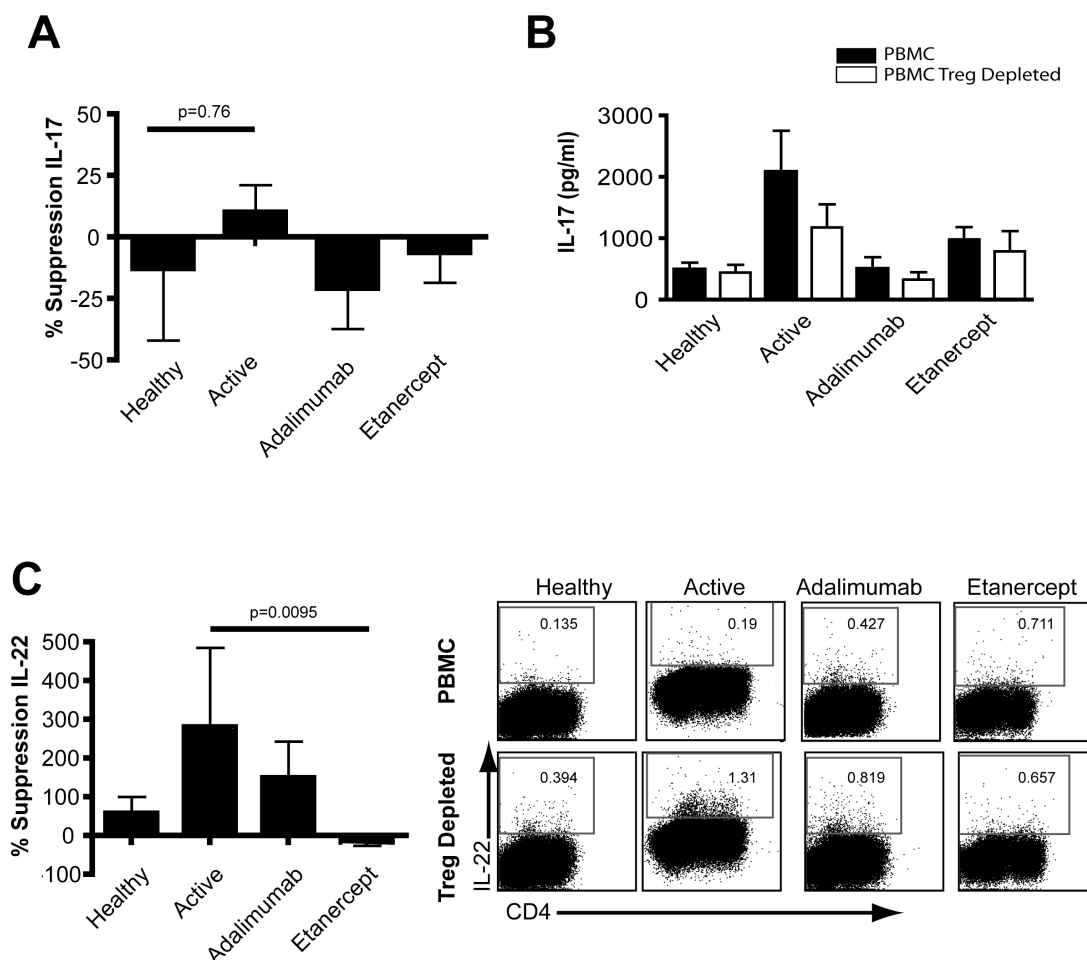 A
% Suppression IL-17
50
25
0
-25
-50
p=0.76
Healthy
Active
Adalimumab
Etanercept
B
PBMC
PBMC Treg Depleted
IL-17 (pg/ml)
3000
2000
1000
0
Healthy
Active
Adalimumab
Etanercept
C
% Suppression IL-22
500
400
300
200
100
0
-100
p=0.0095
Healthy
Active
Adalimumab
Etanercept
Healthy Active Adalimumab Etanercept
PBMC
0.135 0.19 0.427 0.711
Treg Depleted
0.394 1.31 0.819 0.657
IL-22
CD4